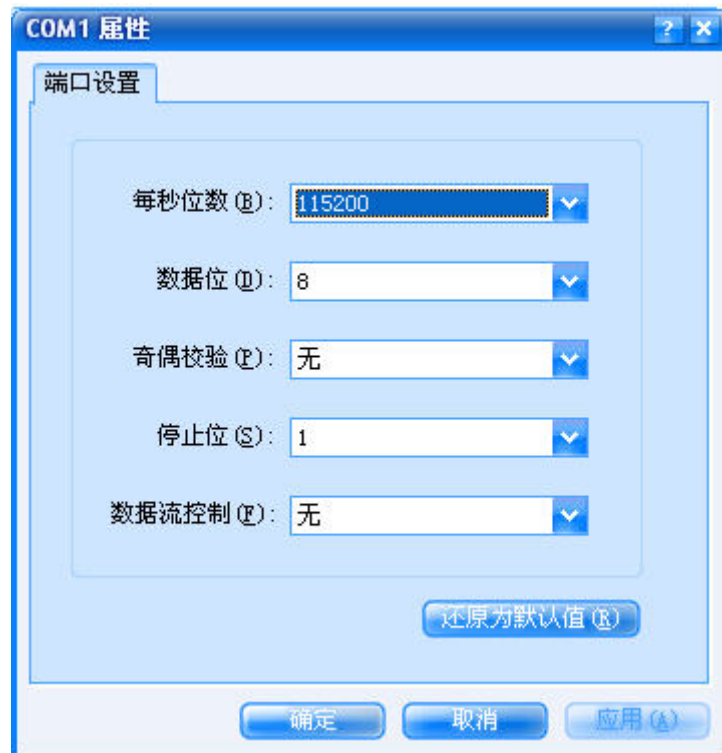 COM1 属性
端口设置
每秒位数(B): 115200
数据位(D): 8
奇偶校验(P): 无
停止位(S): 1
数据流控制(F): 无
还原为默认值(R)
确定 取消 应用(A)